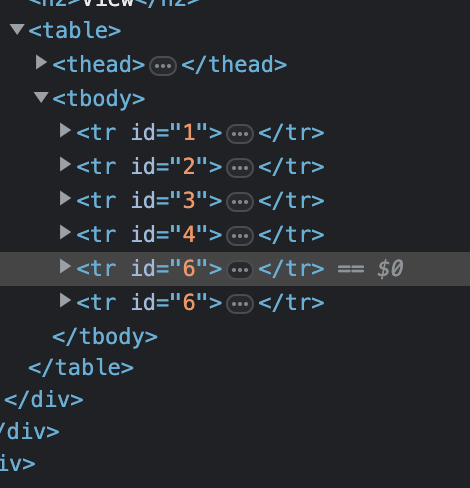 <h2>View</h2>
▼<table>
▶<thead>⋯</thead>
▼<tbody>
▶<tr id="1">⋯</tr>
▶<tr id="2">⋯</tr>
▶<tr id="3">⋯</tr>
▶<tr id="4">⋯</tr>
▶<tr id="6">⋯</tr> == $0
▶<tr id="6">⋯</tr>
</tbody>
</table>
</div>
/div>
iv>